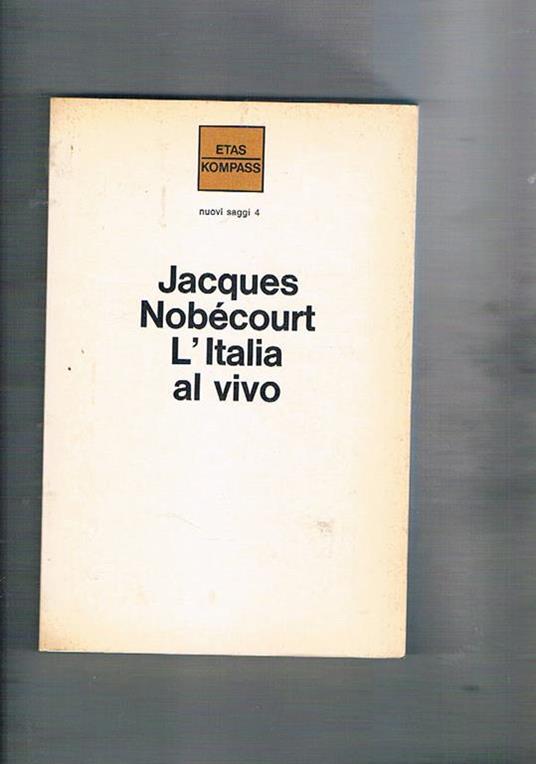 ETAS
KOMPASS
nuovi saggi 4
Jacques
Nobécourt
L'Italia
al vivo